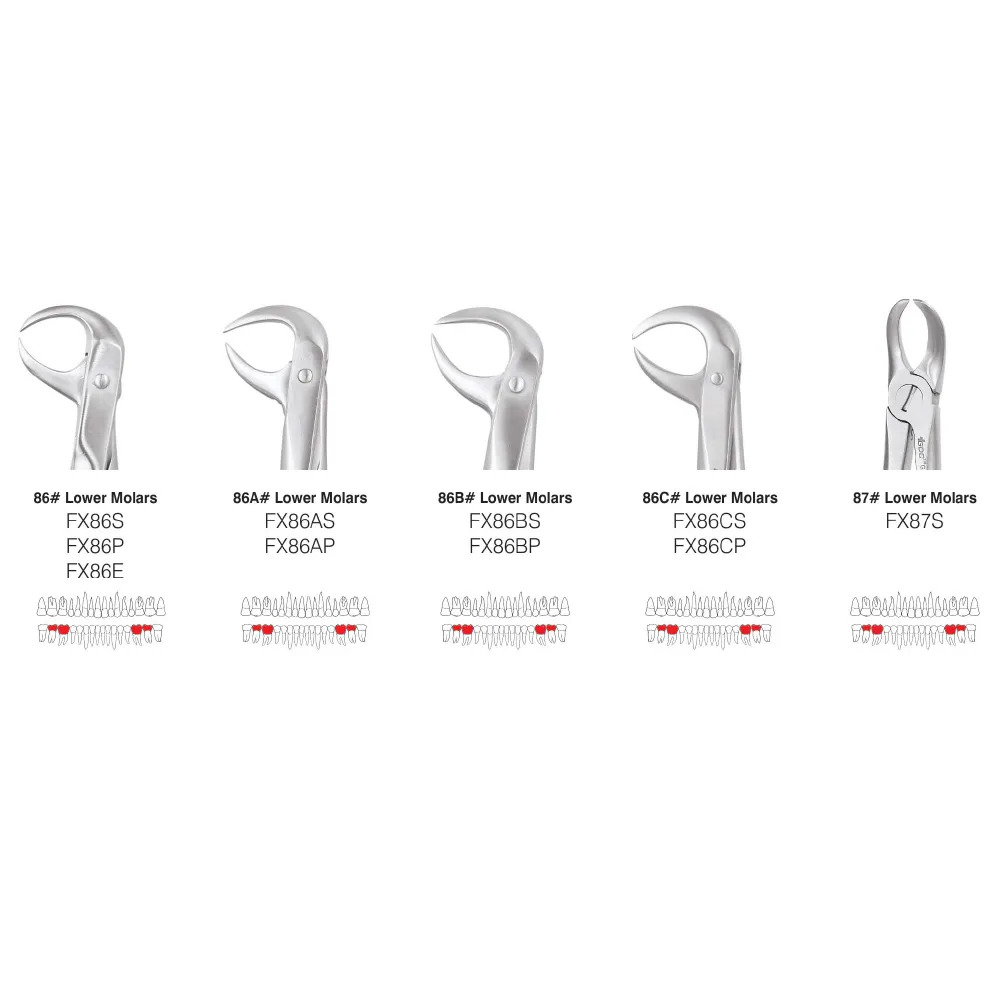 86# Lower Molars
FX86S
FX86P
FX86E
86A# Lower Molars
FX86AS
FX86AP
86B# Lower Molars
FX86BS
FX86BP
86C# Lower Molars
FX86CS
FX86CP
87# Lower Molars
FX87S